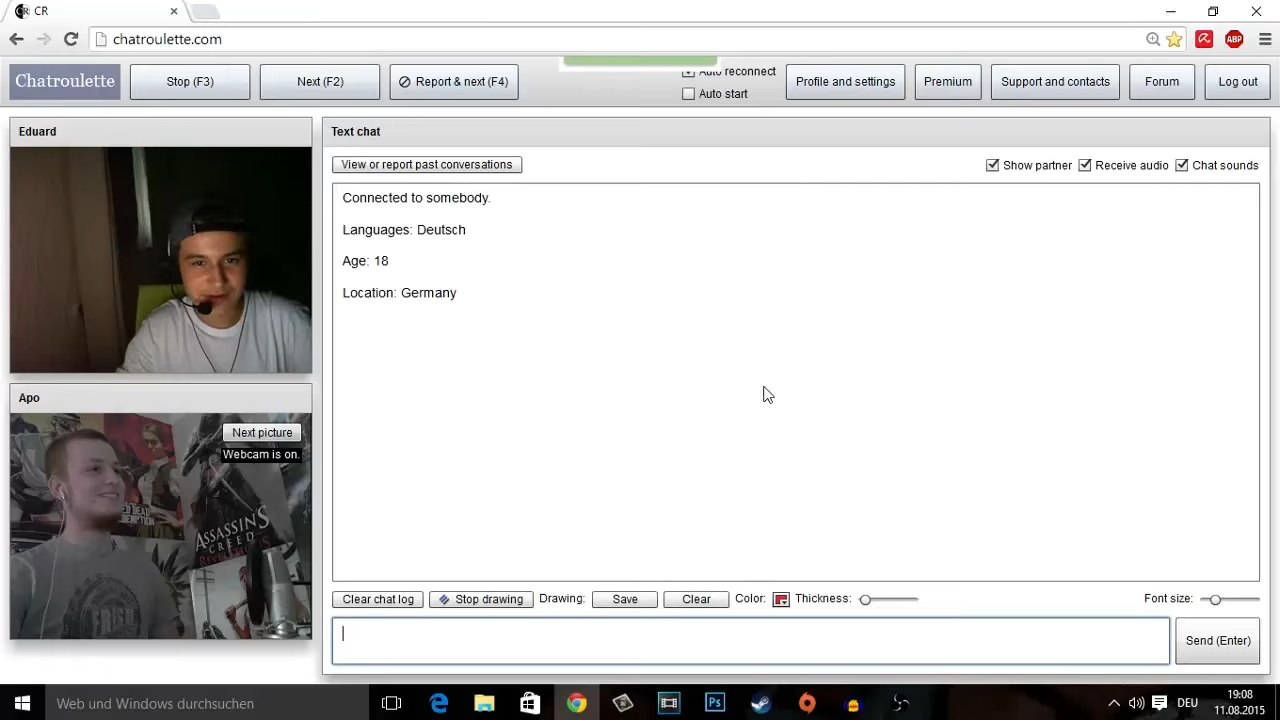 CR
chatroulette.com
ABP
Chatroulette
Stop (F3)
Next (F2)
Report & next (F4)
Auto reconnect
Auto start
Profile and settings
Premium
Support and contacts
Forum
Log out
Eduard
Text chat
View or report past conversations
Show partner
Receive audio
Chat sounds
Connected to somebody.
Languages: Deutsch
Age: 18
Location: Germany
Apo
Next picture
Webcam is on.
ASSASSIN'S
CREED
Clear chat log
Stop drawing
Drawing:
Save
Clear
Color:
Thickness:
Font size:
Send (Enter)
Web und Windows durchsuchen
Ps
DEU
19:08
11.08.2015